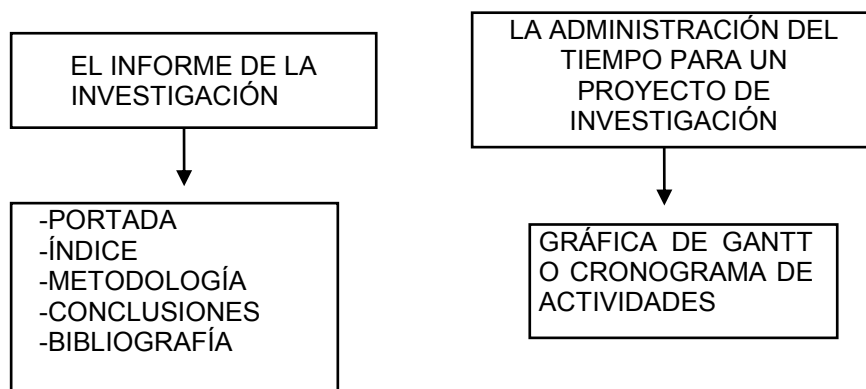 EL INFORME DE LA
INVESTIGACIÓN
LA ADMINISTRACIÓN DEL
TIEMPO PARA UN
PROYECTO DE
INVESTIGACIÓN
-PORTADA
-ÍNDICE
-METODOLOGÍA
-CONCLUSIONES
-BIBLIOGRAFÍA
GRÁFICA DE GANTT
O CRONOGRAMA DE
ACTIVIDADES